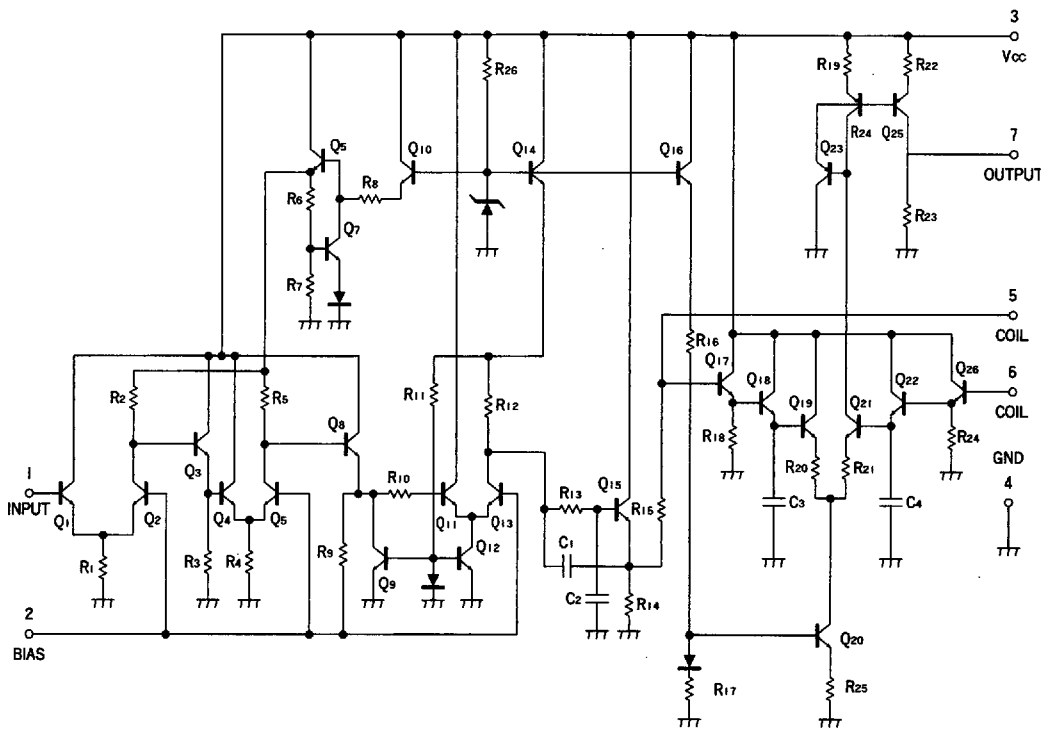 3
Vcc
R26
R19
R22
Q5
Q10
Q14
Q16
R24
Q25
Q23
7
OUTPUT
R6
R8
Q7
R23
R7
5
COIL
R16
Q17
Q18
Q22
Q26
6
COIL
R2
R5
R11
R12
Q8
Q19
Q21
R18
R24
Q3
R20
R21
GND
4
1
INPUT
Q1
Q2
Q4
Q5
R10
Q11
Q13
R13
Q15
R15
C3
C4
R1
R3
R4
R9
Q9
Q12
C1
C2
R14
2
BIAS
Q20
R17
R25